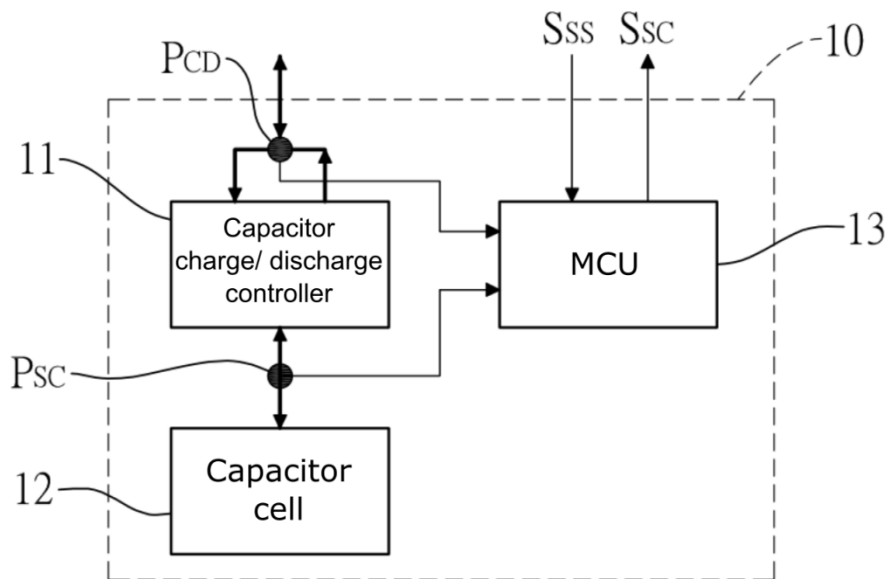 SSS SSC
10
PCD
11
Capacitor
charge/ discharge
controller
MCU
13
PSC
12
Capacitor
cell